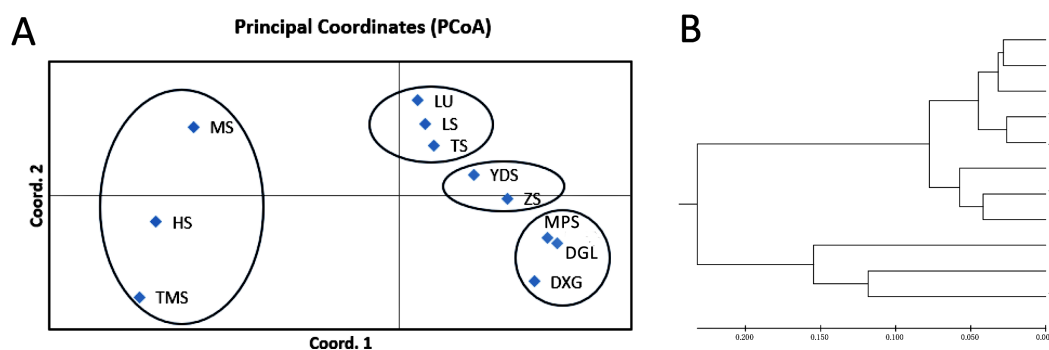 A
Principal Coordinates (PCoA)
B
LU
MS
LS
TS
YDS
ZS
Coord. 2
HS
MPS
DGL
DXG
TMS
Coord. 1
0.200 0.150 0.100 0.050 0.00